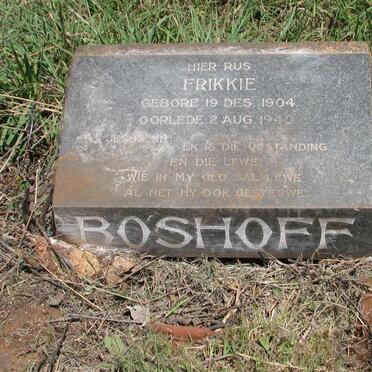 HIER RUS
FRIKKIE
GEBORE 19 DES. 1904.
OORLEDE 2 AUG. 1940
JESUS
EK IS DIE OPSTANDING
EN DIE LEWE
WIE IN MY GLO SAL LEWE
AL HET HY OOK GESTERWE
BOSHOFF